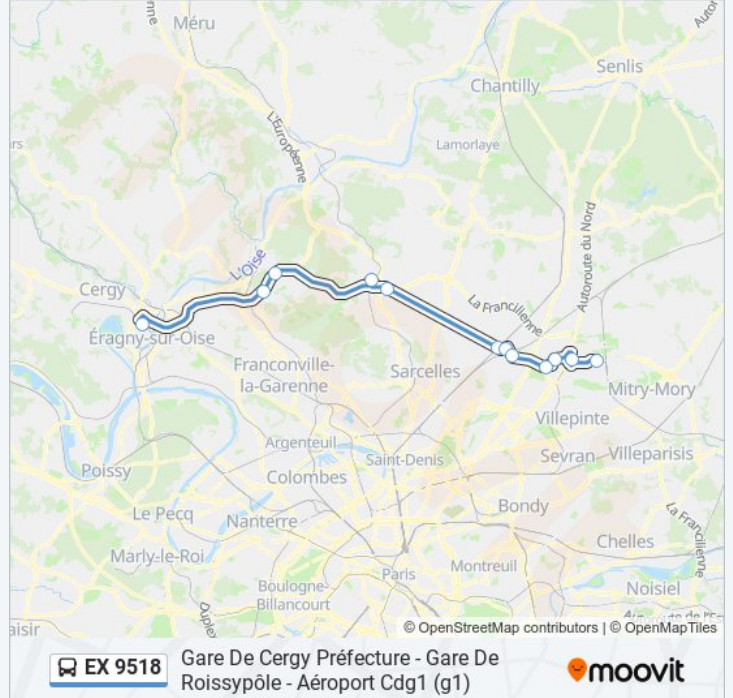 Méru
Senlis
Chantilly
L'Européenne
Lamorlaye
Autoroute du Nord
L'Oise
Cergy
La Francilienne
Éragny-sur-Oise
Franconville-
la-Garenne
Sarcelles
Mitry-Mory
Villepinte
Argenteuil
Saint-Denis
Sevran
Villeparisis
Poissy
Colombes
Bondy
Le Pecq
Nanterre
La Francilienne
Chelles
Marly-le-Roi
Montreuil
Paris
Boulogne-
Billancourt
Noisiel
© OpenStreetMap contributors | © OpenMapTiles
EX 9518
Gare De Cergy Préfecture - Gare De
Roissypôle - Aéroport Cdg1 (g1)
moovit